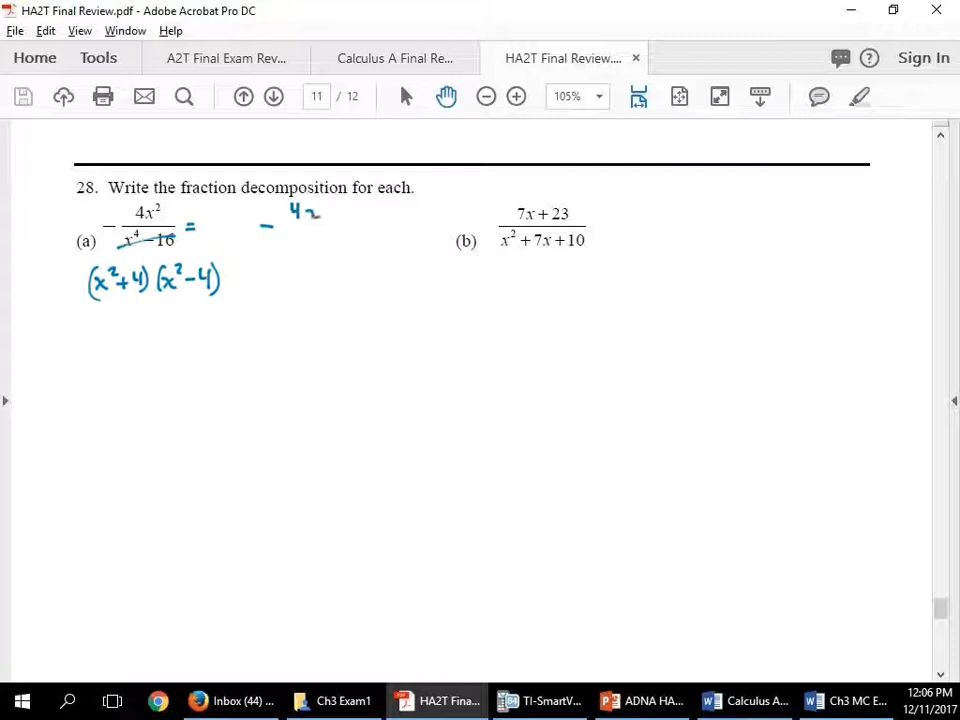 HA2T Final Review.pdf - Adobe Acrobat Pro DC
File Edit View Window Help
Home Tools A2T Final Exam Rev... Calculus A Final Re... HA2T Final Review.... × Sign In
11 / 12 105%
28. Write the fraction decomposition for each.
(a) − 4x² / x⁴ − 16 = − 4
(x²+4)(x²−4)
(b) 7x + 23 / x² + 7x + 10
Inbox (44) ... Ch3 Exam1 HA2T Fina... TI-SmartV... ADNA HA... Calculus A... Ch3 MC E...
12:06 PM
12/11/2017